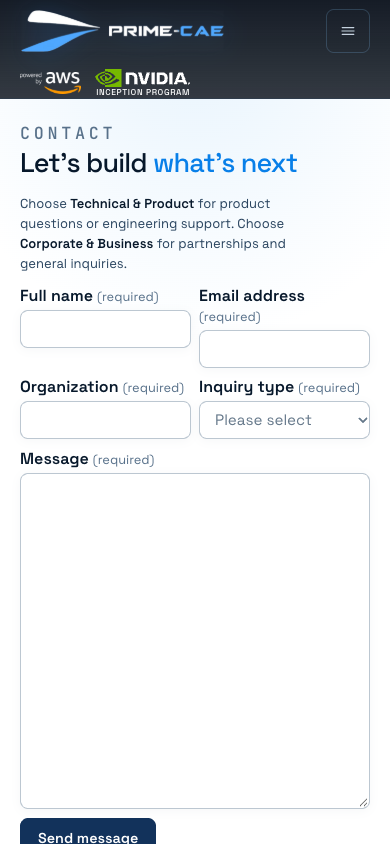 PRIME-CAE
powered by aws NVIDIA.
INCEPTION PROGRAM
CONTACT
Let's build what's next
Choose Technical & Product for product
questions or engineering support. Choose
Corporate & Business for partnerships and
general inquiries.
Full name (required)
Email address
(required)
Organization (required)
Inquiry type (required)
Please select
Message (required)
Send message